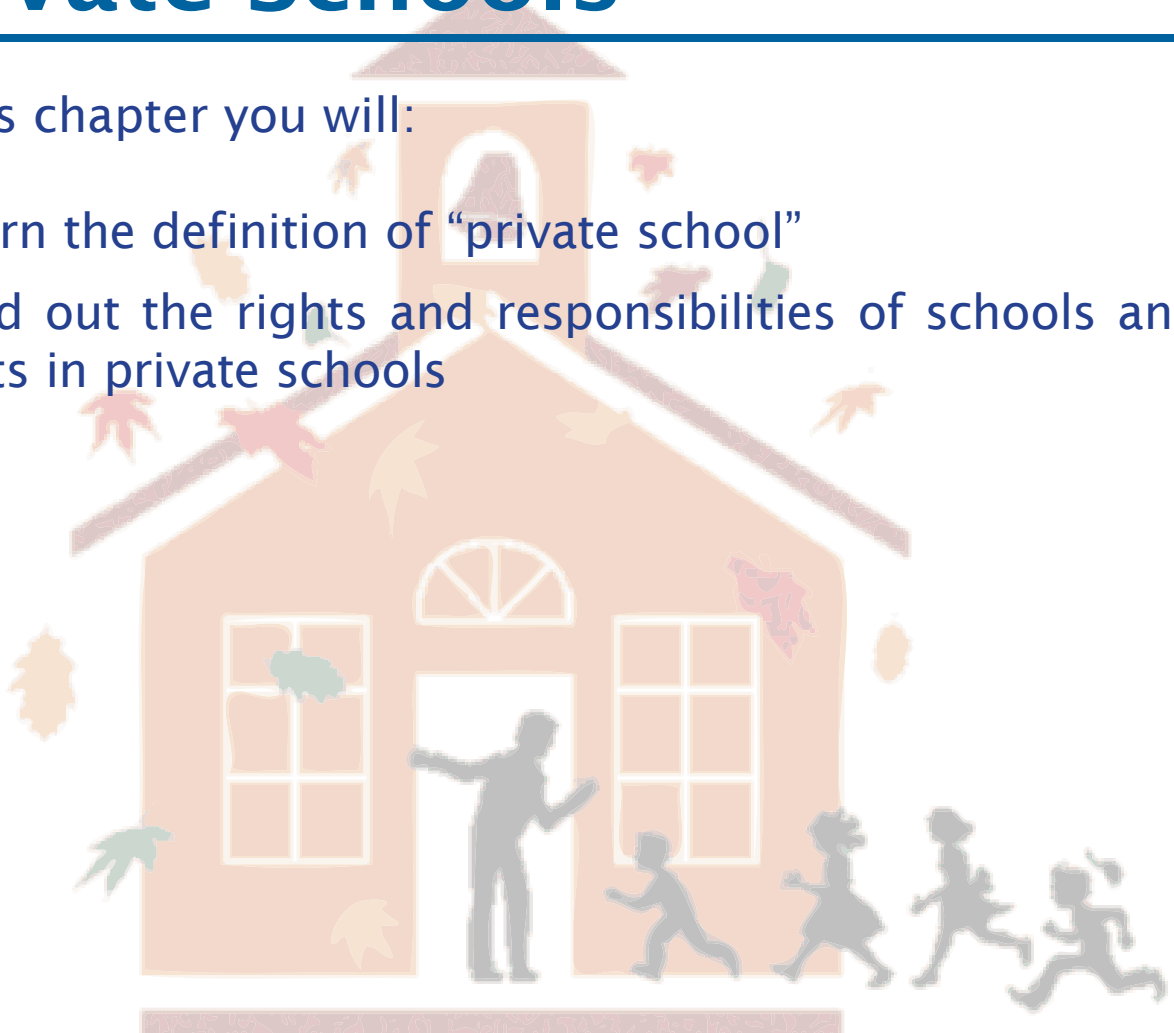 vate Schools
s chapter you will:
rn the definition of “private school”
d out the rights and responsibilities of schools an
ts in private schools